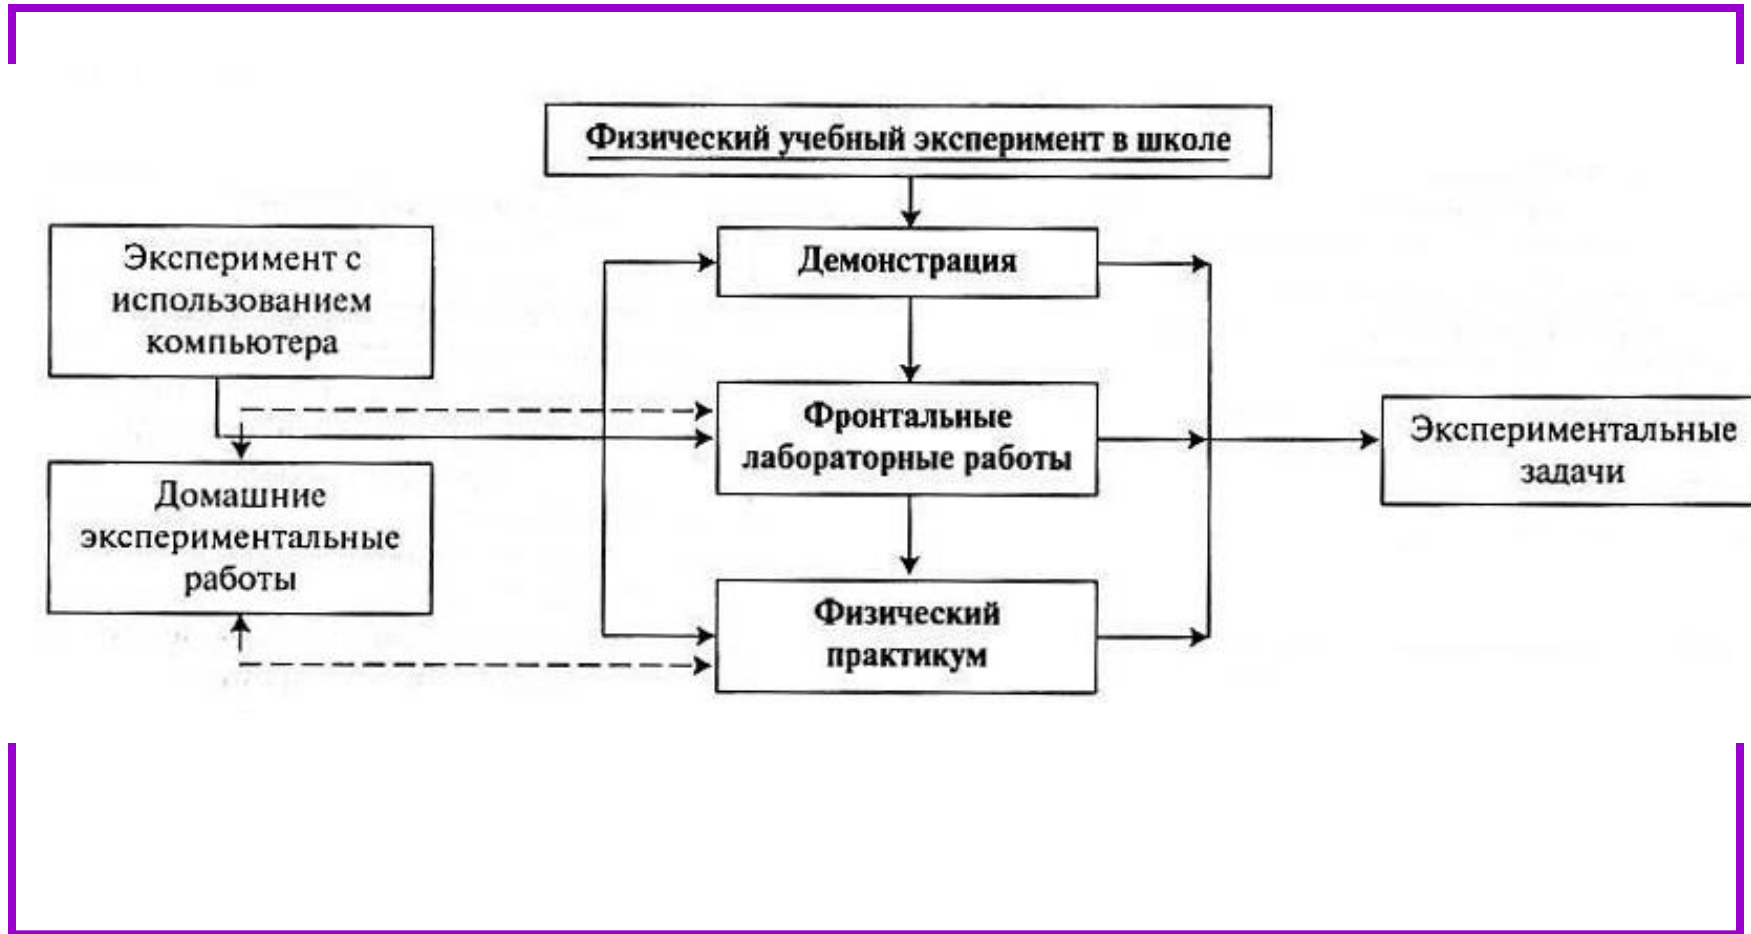 Физический учебный эксперимент в школе
Эксперимент с
использованием
компьютера
Демонстрация
Фронтальные
лабораторные работы
Экспериментальные
задачи
Домашние
экспериментальные
работы
Физический
практикум